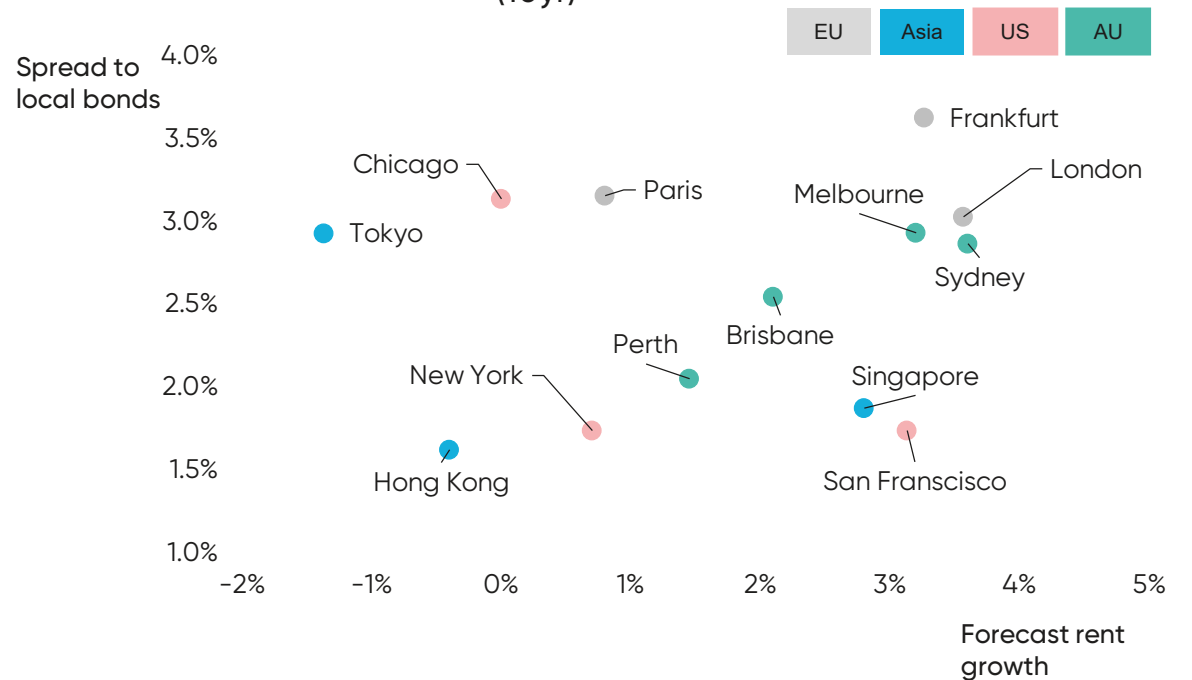 EU Asia US AU
Spread to
local bonds
4.0%
Frankfurt
3.5%
Chicago
London
Paris
Melbourne
3.0%
Tokyo
Sydney
2.5%
Brisbane
Perth
New York
Singapore
2.0%
1.5%
Hong Kong
San Franscisco
1.0%
-2% -1% 0% 1% 2% 3% 4% 5%
Forecast rent
growth